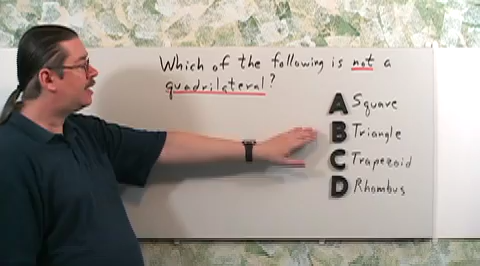 Which of the following is not a
quadrilateral?
A Square
B Triangle
C Trapezoid
D Rhombus